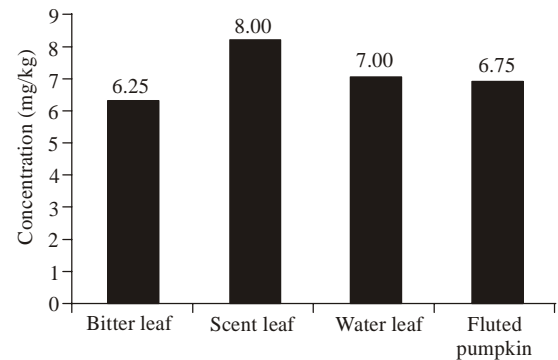 9
8
7
6
5
4
3
2
1
0
Concentration (mg/kg)
6.25
8.00
7.00
6.75
Bitter leaf
Scent leaf
Water leaf
Fluted
pumpkin